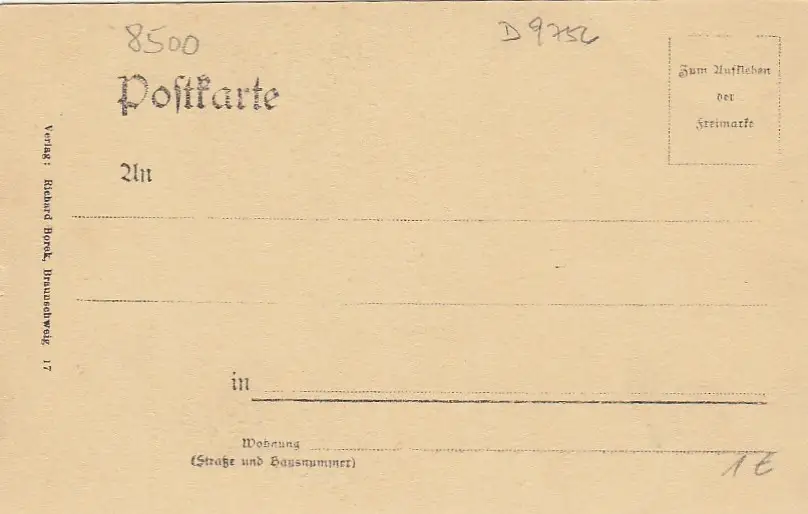 8500
D 9756
Postkarte
Zum Aufkleben
der
Freimarke
An
in
Wohnung
(Straße und Hausnummer)
Verlag: Richard Borek, Braunschweig 17
1 €